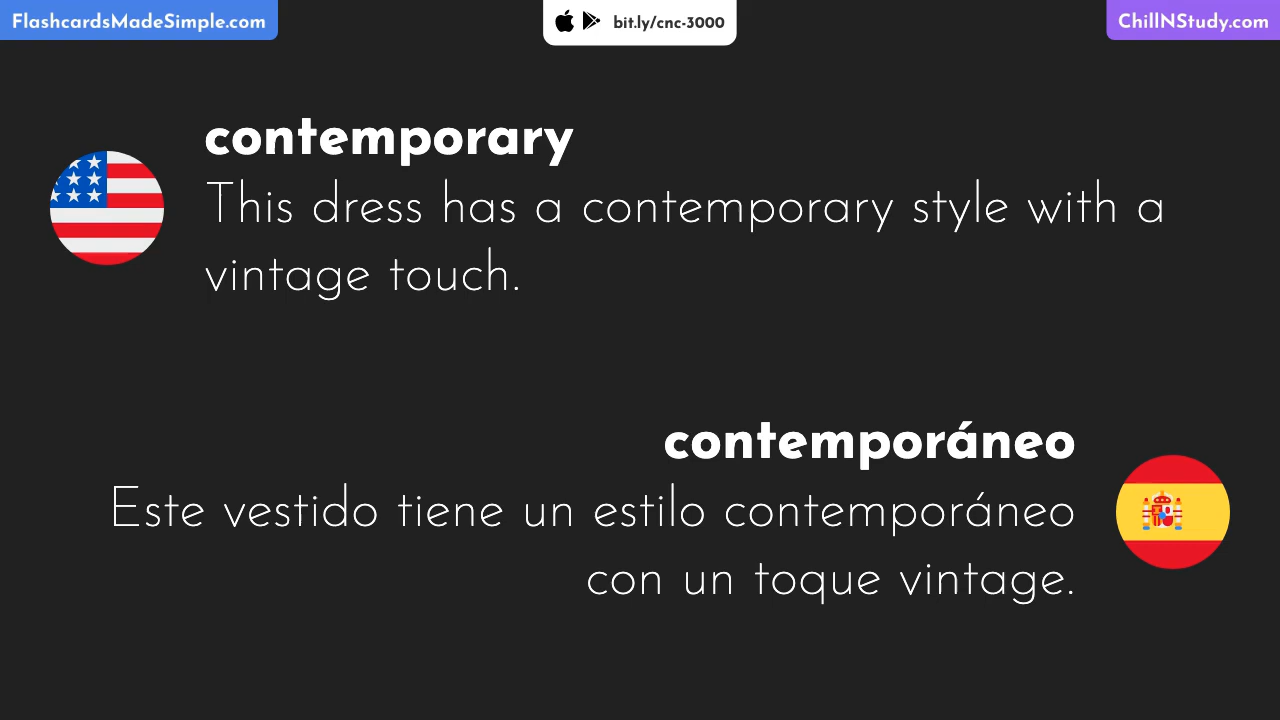 FlashcardsMadeSimple.com
bit.ly/cnc-3000
ChillNStudy.com
contemporary
This dress has a contemporary style with a
vintage touch.
contemporáneo
Este vestido tiene un estilo contemporáneo
con un toque vintage.